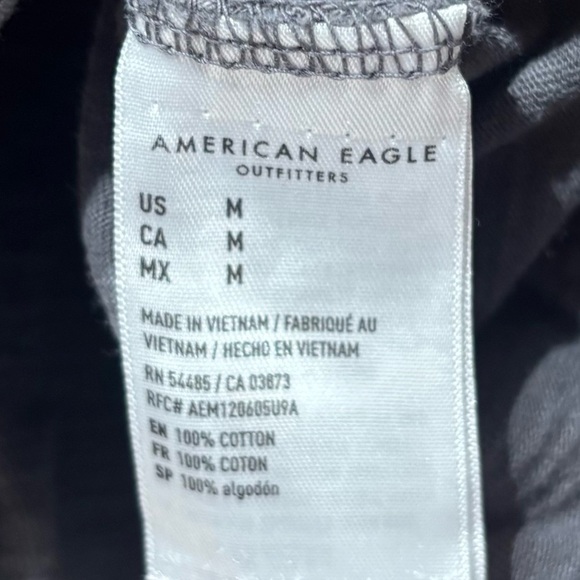 AMERICAN EAGLE
OUTFITTERS
US M
CA M
MX M
MADE IN VIETNAM / FABRIQUÉ AU
VIETNAM / HECHO EN VIETNAM
RN 54485 / CA 03873
RFC# AEM120605U9A
EN 100% COTTON
FR 100% COTON
SP 100% algodón